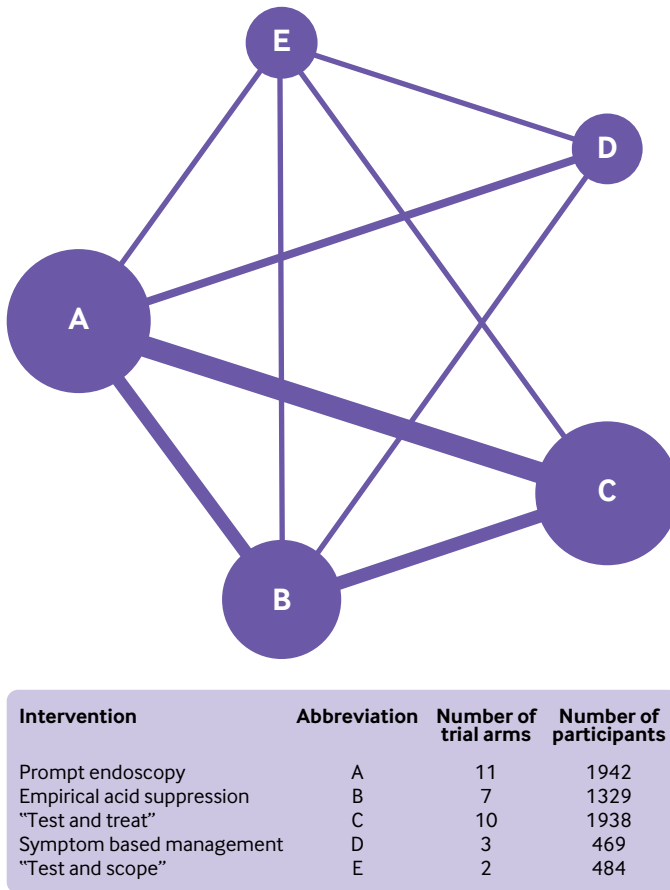 E
D
A
C
B
Intervention Abbreviation Number of trial arms Number of participants
Prompt endoscopy A 11 1942
Empirical acid suppression B 7 1329
"Test and treat" C 10 1938
Symptom based management D 3 469
"Test and scope" E 2 484